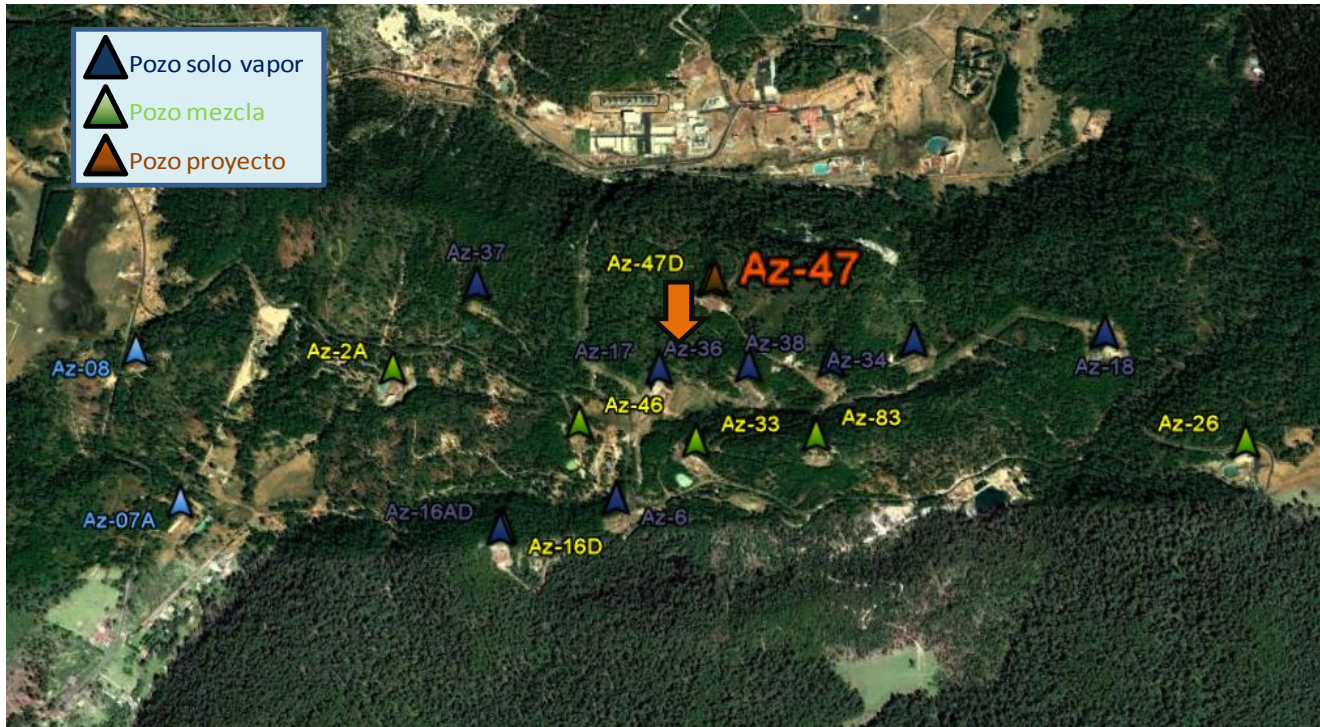 Pozo solo vapor
Pozo mezcla
Pozo proyecto
Az-37
Az-47D
Az-47
Az-08
Az-2A
Az-17
Az-36
Az-38
Az-34
Az-18
Az-46
Az-33
Az-83
Az-26
Az-07A
Az-16AD
Az-6
Az-16D